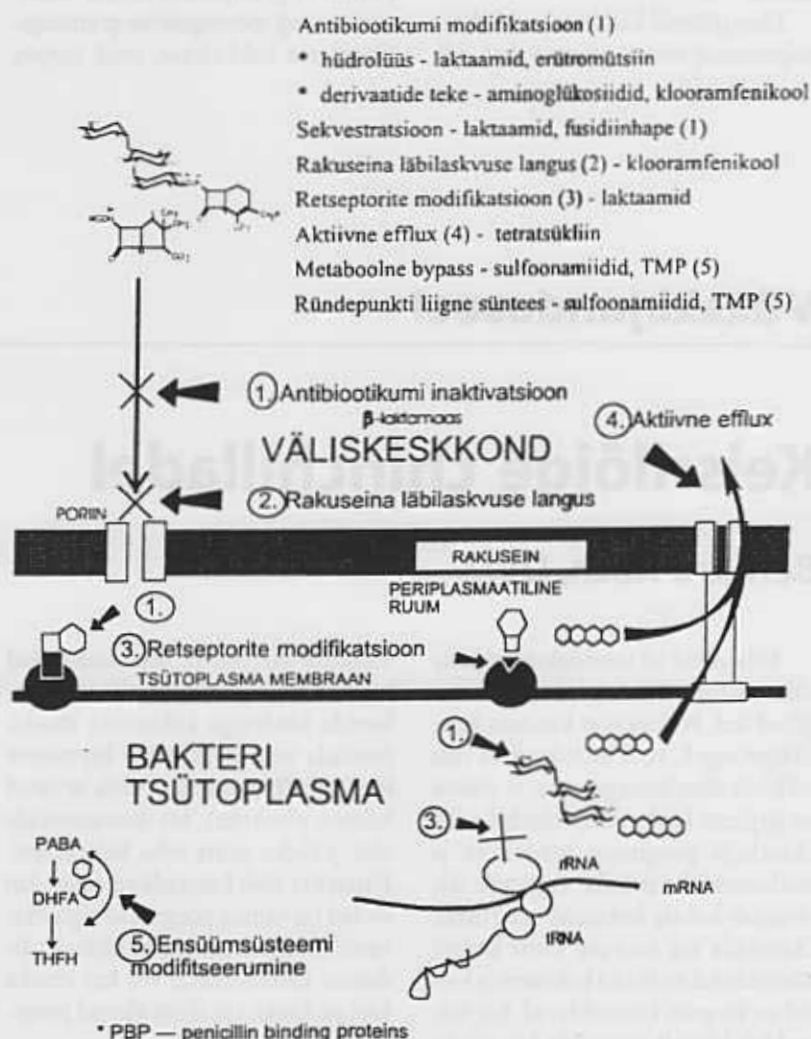 Antibiootikumi modifikatsioon (1)
* hüdrolüüs - laktaamid, erütromütsiin
* derivaatide teke - aminoglükosiidid, klooramfenikool
Sekvestratsioon - laktaamid, fusidiinhape (1)
Rakuseina läbilaskvuse langus (2) - klooramfenikool
Retseptorite modifikatsioon (3) - laktaamid
Aktiivne efflux (4) - tetratsükliin
Metaboolne bypass - sulfoonamiidid, TMP (5)
Ründepunkti liigne süntees - sulfoonamiidid, TMP (5)
1. Antibiootikumi inaktivatsioon
β-laktamaas
4. Aktiivne efflux
VÄLISKESKKOND
2. Rakuseina läbilaskvuse langus
PORIIN
RAKUSEIN
PERIPLASMAATILINE
RUUM
1.
3. Retseptorite modifikatsioon
TSÜTOPLASMA MEMBRAAN
1.
BAKTERI
TSÜTOPLASMA
3.
PABA
rRNA
mRNA
DHFA
tRNA
5. Ensüümsüsteemi
modifitseerumine
THFH
* PBP — penicillin binding proteins